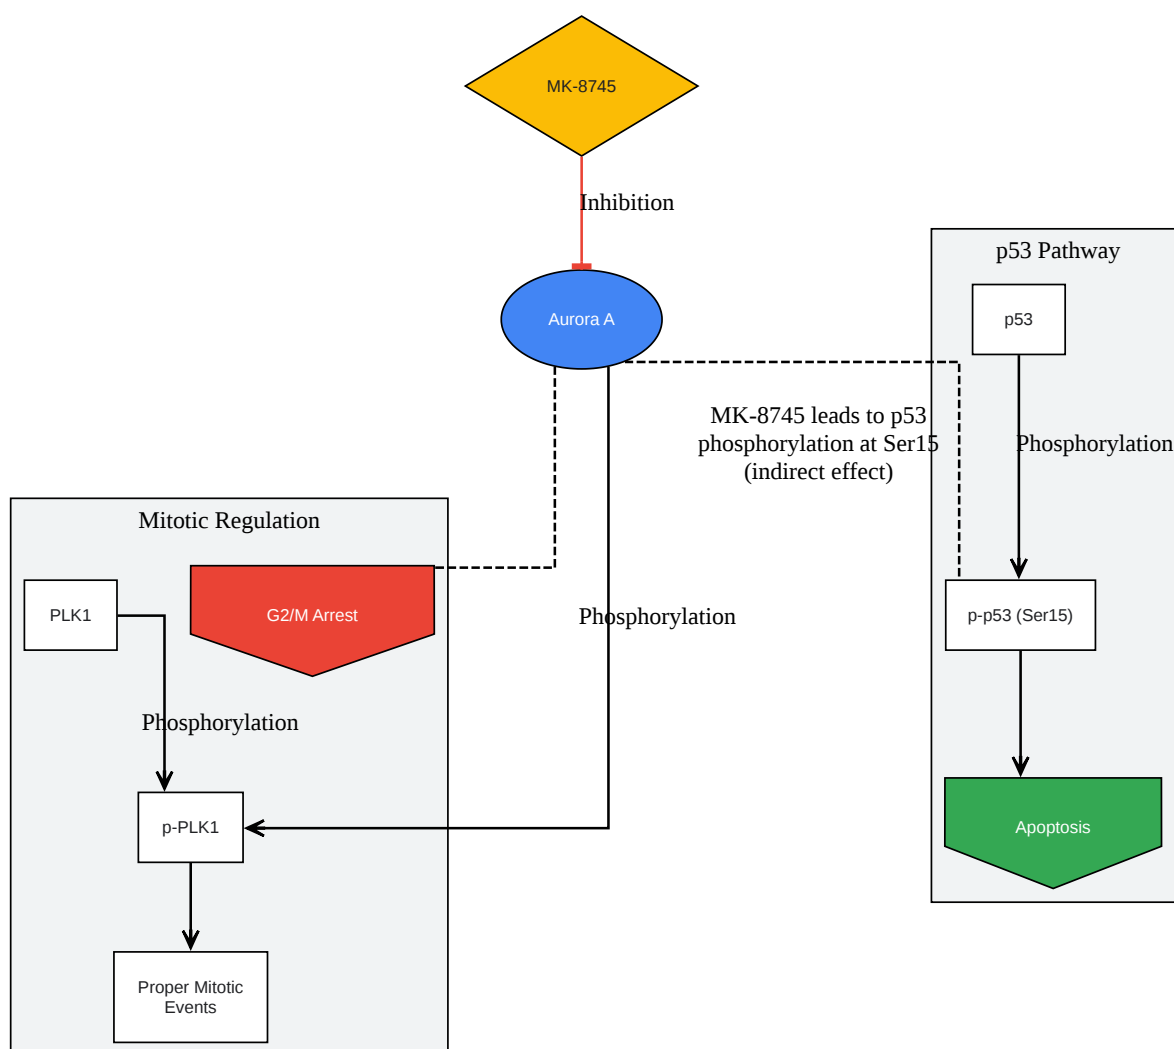 MK-8745
Inhibition
p53 Pathway
Aurora A
p53
MK-8745 leads to p53
phosphorylation at Ser15
(indirect effect)
Phosphorylation
Mitotic Regulation
PLK1
G2/M Arrest
Phosphorylation
p-p53 (Ser15)
Phosphorylation
p-PLK1
Apoptosis
Proper Mitotic
Events